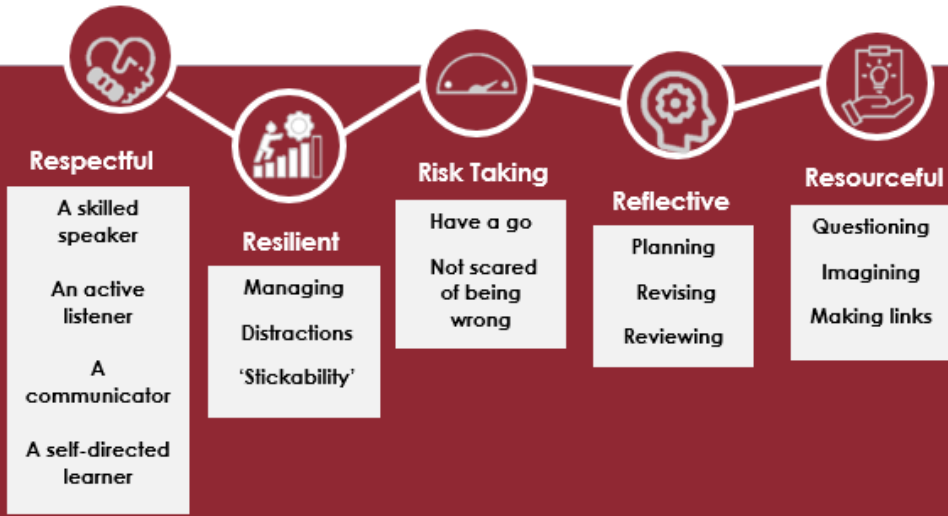 Respectful
A skilled
speaker
An active
listener
A
communicator
A self-directed
learner
Resilient
Managing
Distractions
‘Stickability’
Risk Taking
Have a go
Not scared
of being
wrong
Reflective
Planning
Revising
Reviewing
Resourceful
Questioning
Imagining
Making links